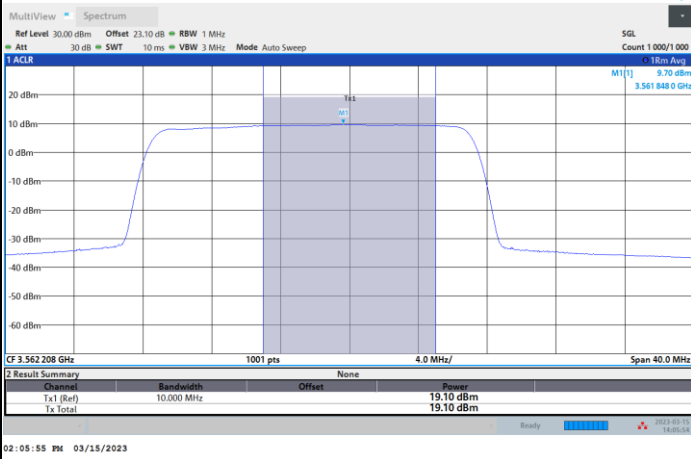 MultiView Spectrum
Ref Level 30.00 dBm Offset 23.10 dB RBW 1 MHz SGL
Att 30 dB SWT 10 ms VBW 3 MHz Mode Auto Sweep Count 1000/1000
1 ACLR 1Rm Avg
M1[1] 9.70 dBm
3.561 848 0 GHz
20 dBm
Tx1
10 dBm
M1
0 dBm
-10 dBm
-20 dBm
-30 dBm
-40 dBm
-50 dBm
-60 dBm
CF 3.562 208 GHz 1001 pts 4.0 MHz/ Span 40.0 MHz
2 Result Summary None
Channel Bandwidth Offset Power
Tx1 (Ref) 10.000 MHz 19.10 dBm
Tx Total 19.10 dBm
Ready 2023-03-15
14:05:54
02:05:55 PM 03/15/2023